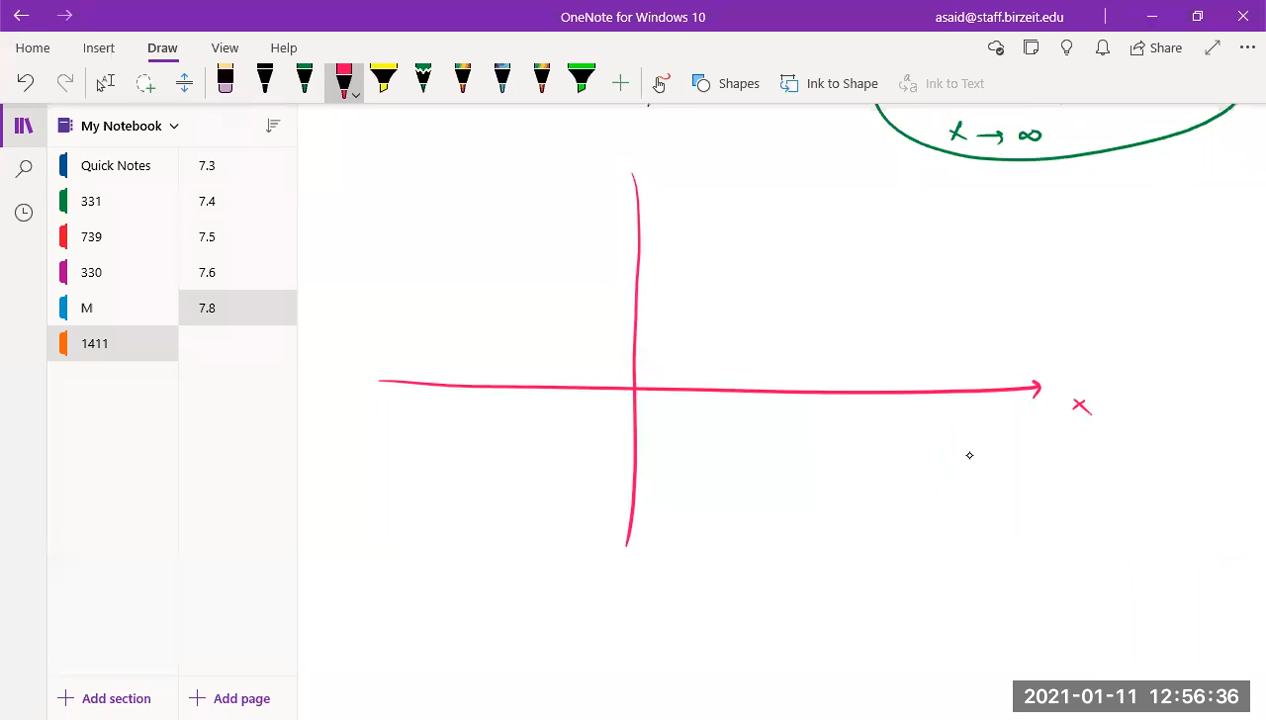 OneNote for Windows 10
asaid@staff.birzeit.edu
Home Insert Draw View Help
Share
Shapes
Ink to Shape
Ink to Text
My Notebook
Quick Notes
331
739
330
M
1411
7.3
7.4
7.5
7.6
7.8
x → ∞
x
Add section
Add page
2021-01-11 12:56:36